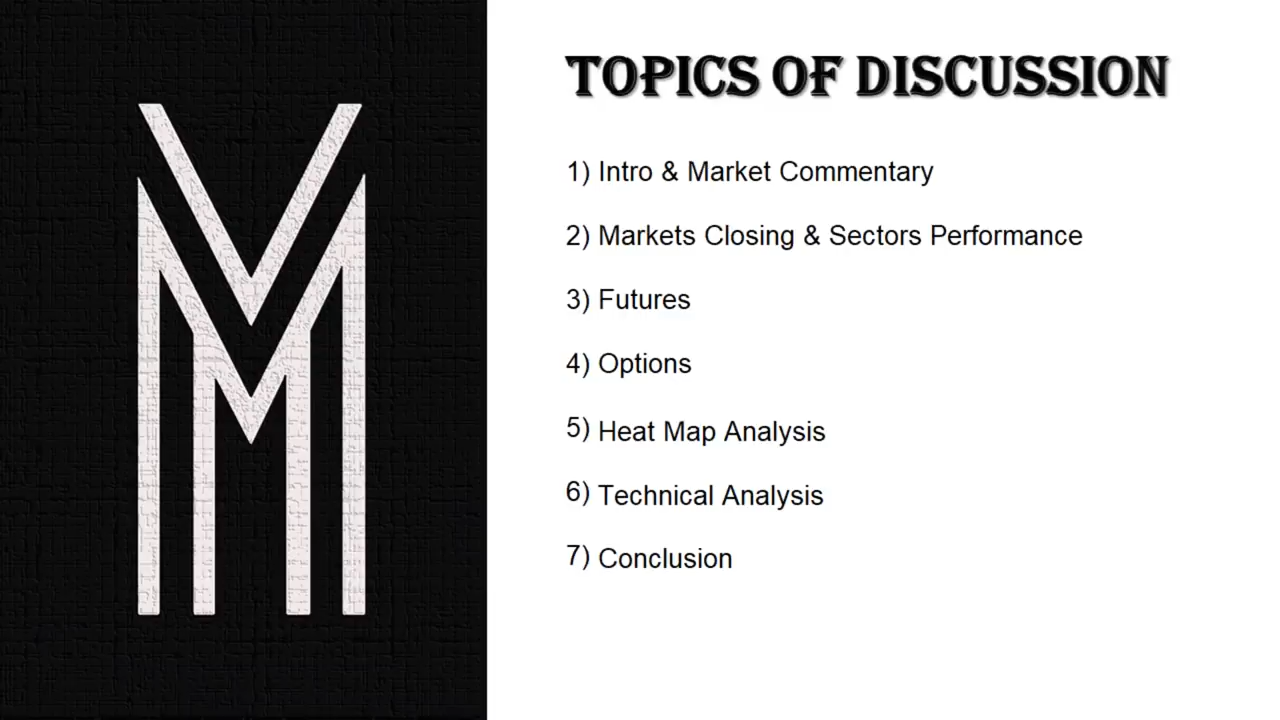 TOPICS OF DISCUSSION
1) Intro & Market Commentary
2) Markets Closing & Sectors Performance
3) Futures
4) Options
5) Heat Map Analysis
6) Technical Analysis
7) Conclusion